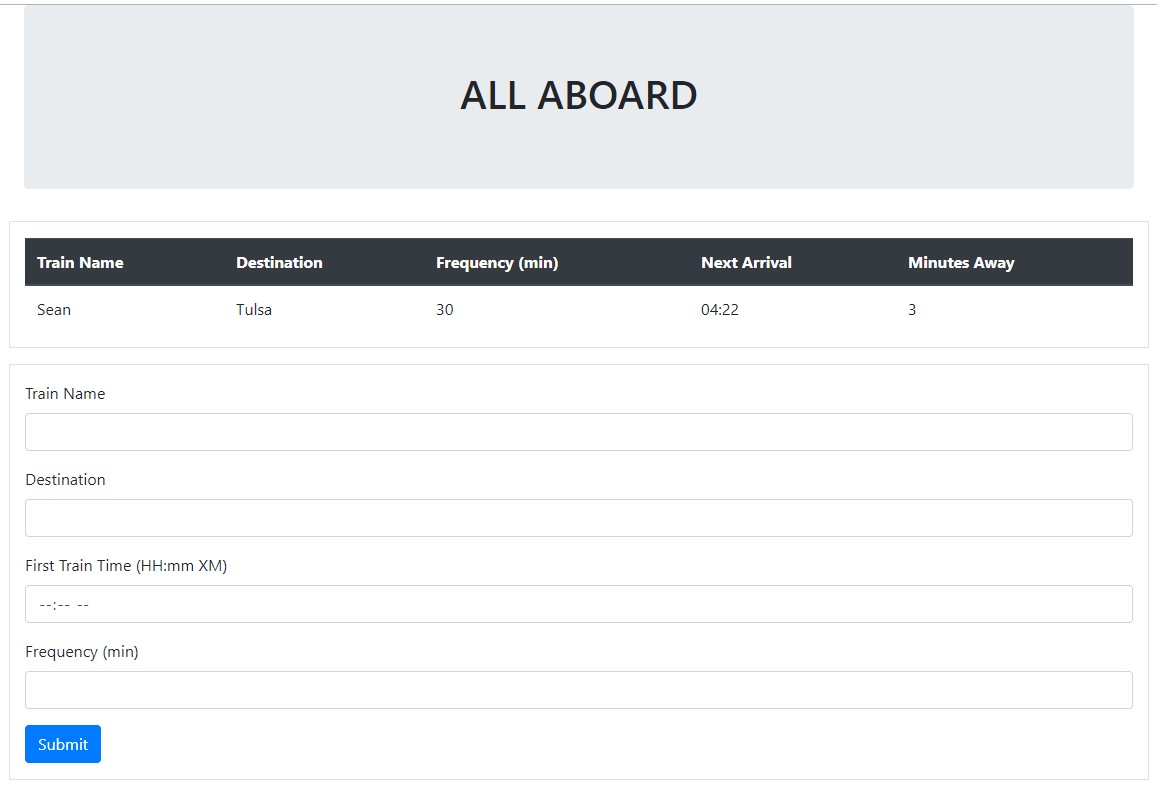 ALL ABOARD
Train Name Destination Frequency (min) Next Arrival Minutes Away
Sean Tulsa 30 04:22 3
Train Name
Destination
First Train Time (HH:mm XM)
--:-- --
Frequency (min)
Submit